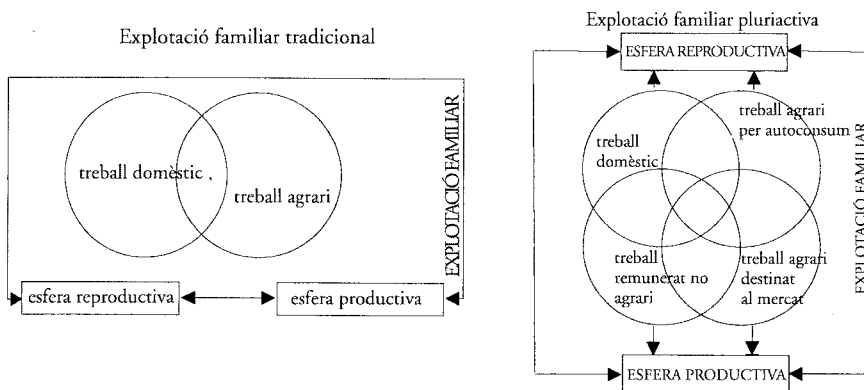 Explotació familiar tradicional
treball domèstic
treball agrari
EXPLOTACIÓ FAMILIAR
esfera reproductiva
esfera productiva
Explotació familiar pluriactiva
ESFERA REPRODUCTIVA
treball agrari
per autoconsum
treball
domèstic
treball
remunerat no
agrari
treball agrari
destinat
al mercat
EXPLOTACIÓ FAMILIAR
ESFERA PRODUCTIVA